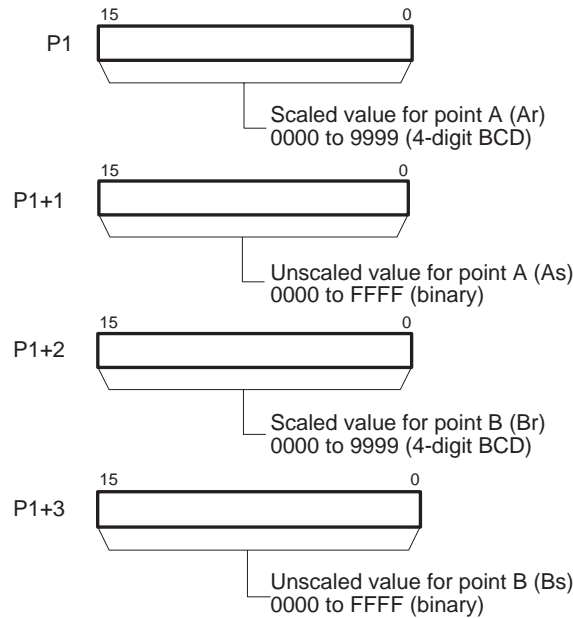 15 0
P1
Scaled value for point A (Ar)
0000 to 9999 (4-digit BCD)
15 0
P1+1
Unscaled value for point A (As)
0000 to FFFF (binary)
15 0
P1+2
Scaled value for point B (Br)
0000 to 9999 (4-digit BCD)
15 0
P1+3
Unscaled value for point B (Bs)
0000 to FFFF (binary)